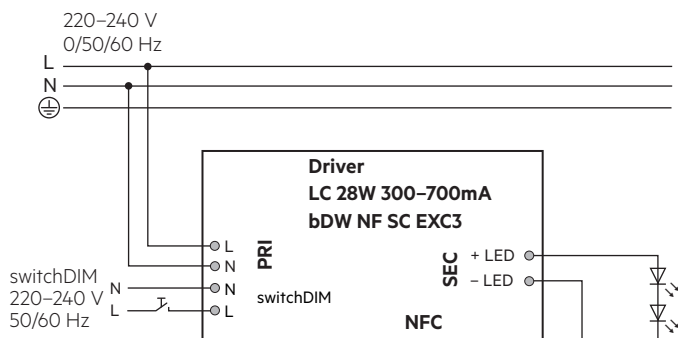 220–240 V
0/50/60 Hz
L
N
Driver
LC 28W 300–700mA
bDW NF SC EXC3
L
N
PRI
SEC
+ LED
– LED
switchDIM
220–240 V
50/60 Hz
N
L
N
L
switchDIM
NFC